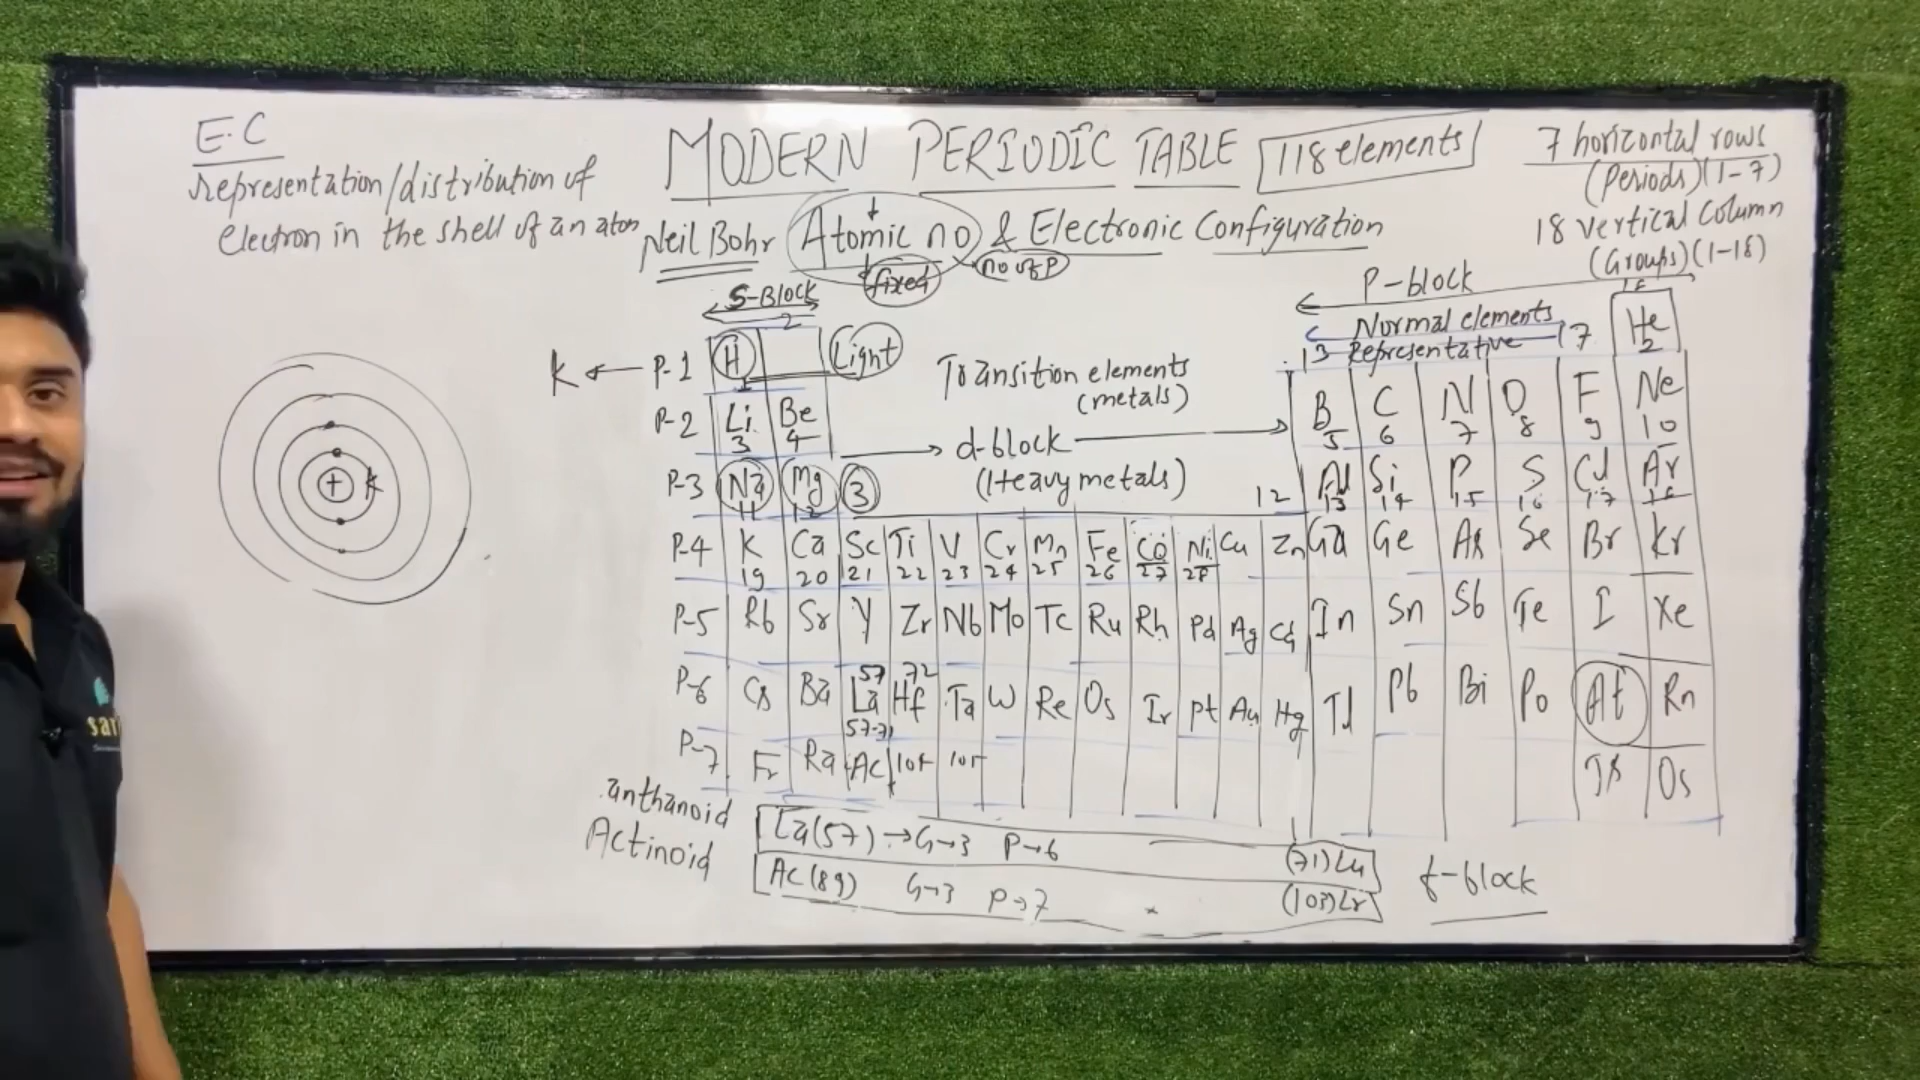 E.C
representation/distribution of
electron in the shell of an atom
MODERN PERIODIC TABLE 118 elements
7 horizontal rows
(Periods)(1-7)
18 vertical column
(Groups)(1-18)
Neil Bohr Atomic no & Electronic Configuration
fixed no of P
S-Block
2
P-block
Normal elements
13 Representative 17
K ← P-1 H Light
1
He
2
Transition elements
(metals)
P-2 Li Be B C N O F Ne
3 4 5 6 7 8 9 10
→ d-block →
(Heavy metals)
P-3 Na Mg 3 12 Al Si P S Cl Ar
11 12 13 14 15 16 17 18
+ K
P-4 K Ca Sc Ti V Cr Mn Fe Co Ni Cu Zn Ga Ge As Se Br Kr
19 20 21 22 23 24 25 26 27 28
P-5 Rb Sr Y Zr Nb Mo Tc Ru Rh Pd Ag Cd In Sn Sb Te I Xe
57 72
P-6 Cs Ba La Hf Ta W Re Os Ir Pt Au Hg Tl Pb Bi Po At Rn
57-71
P-7 Fr Ra Ac 104 105 Os
anthanoid
Actinoid
La(57) → G→3 P→6 (71)Lu
Ac(89) G→3 P→7 (103)Lr
f-block
sar